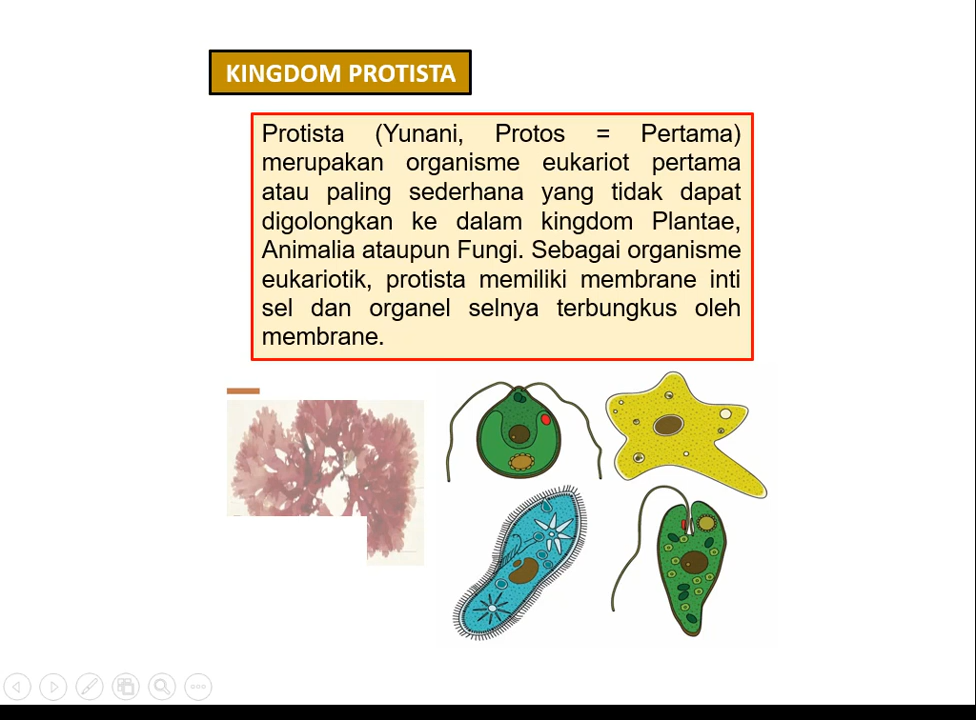 KINGDOM PROTISTA
Protista (Yunani, Protos = Pertama)
merupakan organisme eukariot pertama
atau paling sederhana yang tidak dapat
digolongkan ke dalam kingdom Plantae,
Animalia ataupun Fungi. Sebagai organisme
eukariotik, protista memiliki membrane inti
sel dan organel selnya terbungkus oleh
membrane.